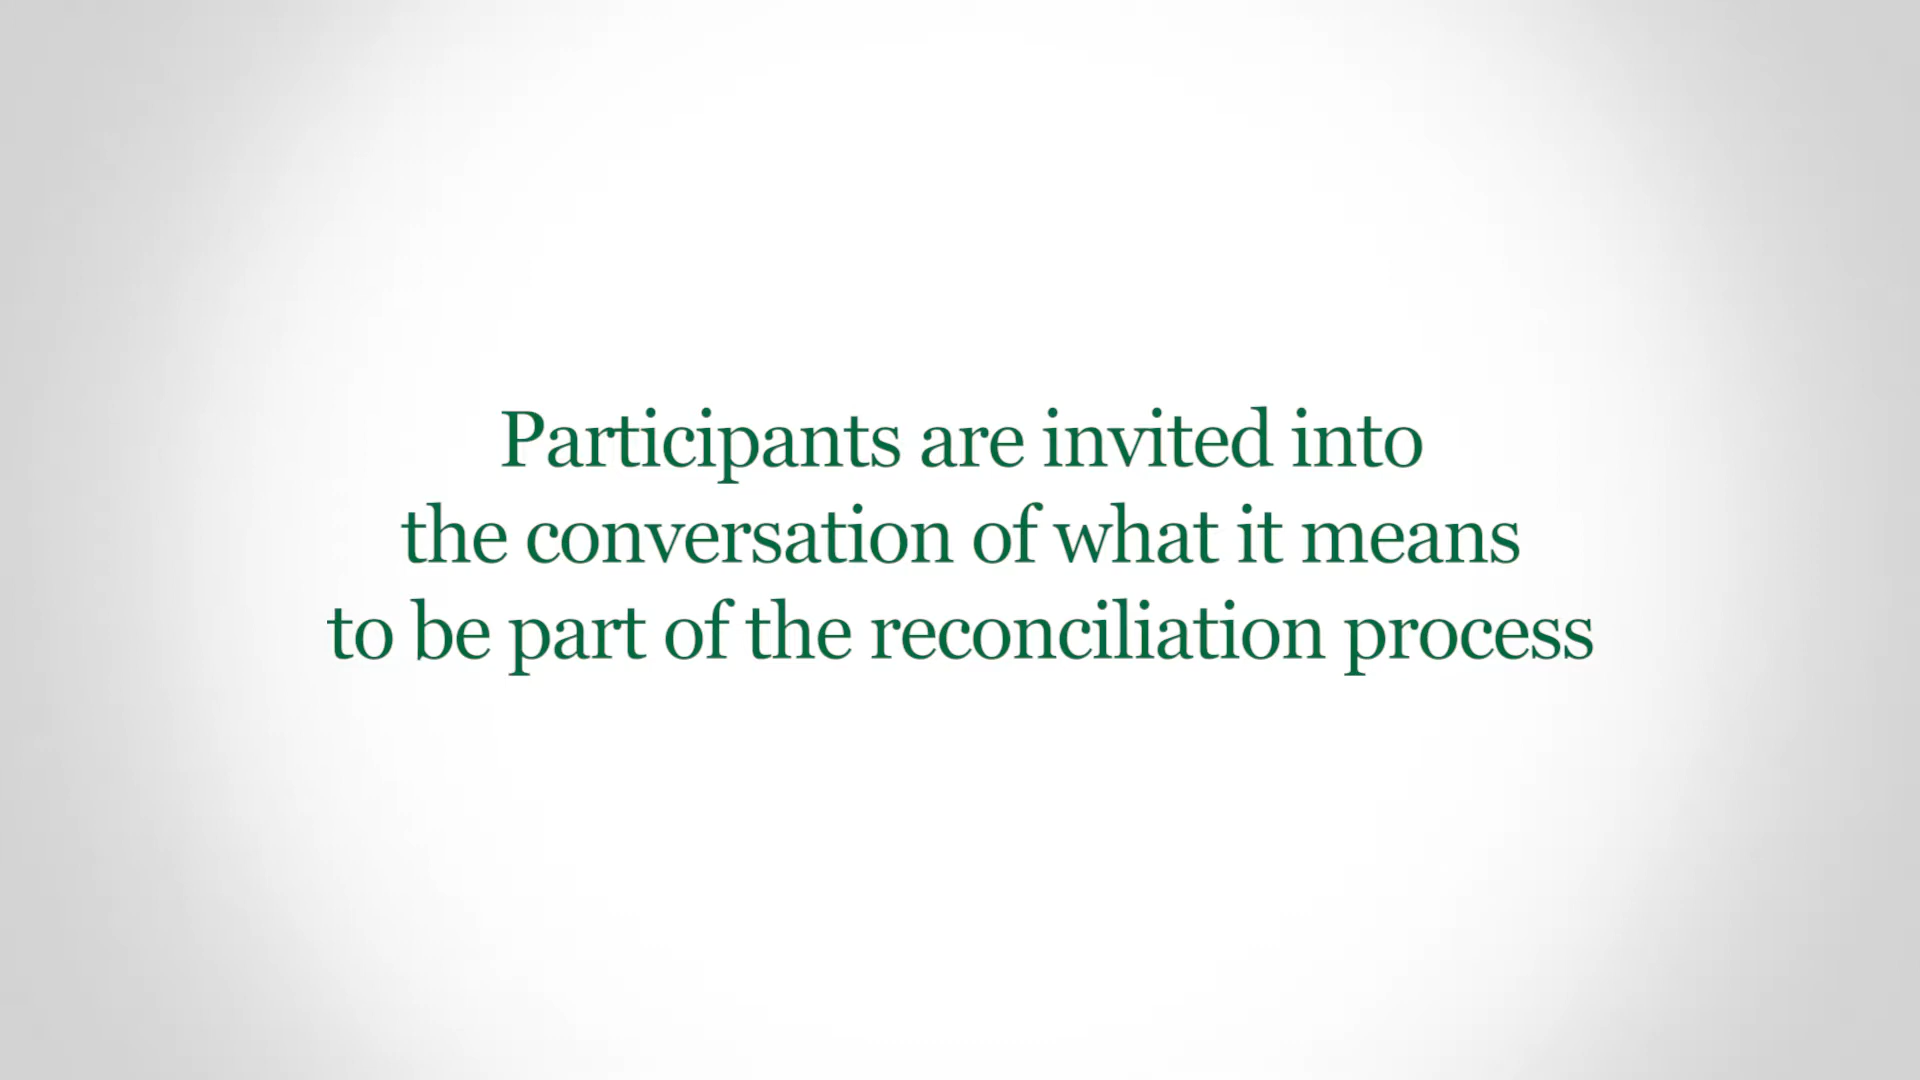 Participants are invited into
the conversation of what it means
to be part of the reconciliation process